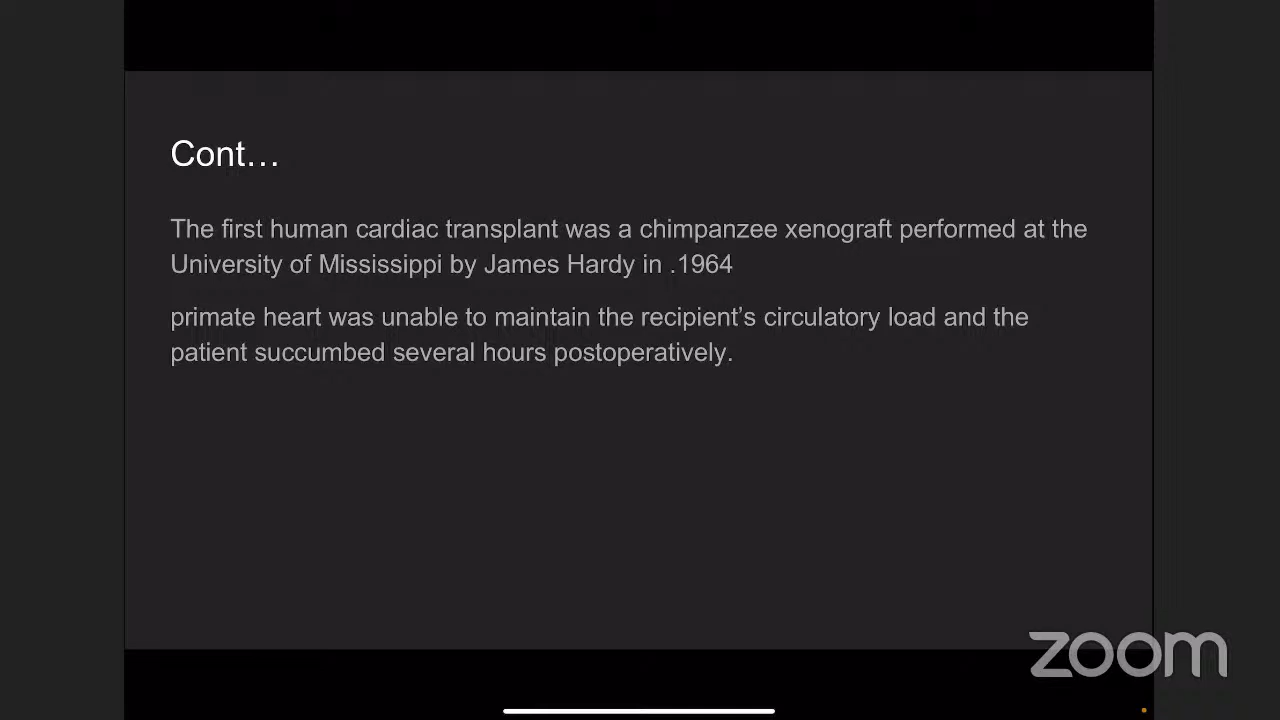 Cont…
The first human cardiac transplant was a chimpanzee xenograft performed at the
University of Mississippi by James Hardy in .1964
primate heart was unable to maintain the recipient’s circulatory load and the
patient succumbed several hours postoperatively.
zoom